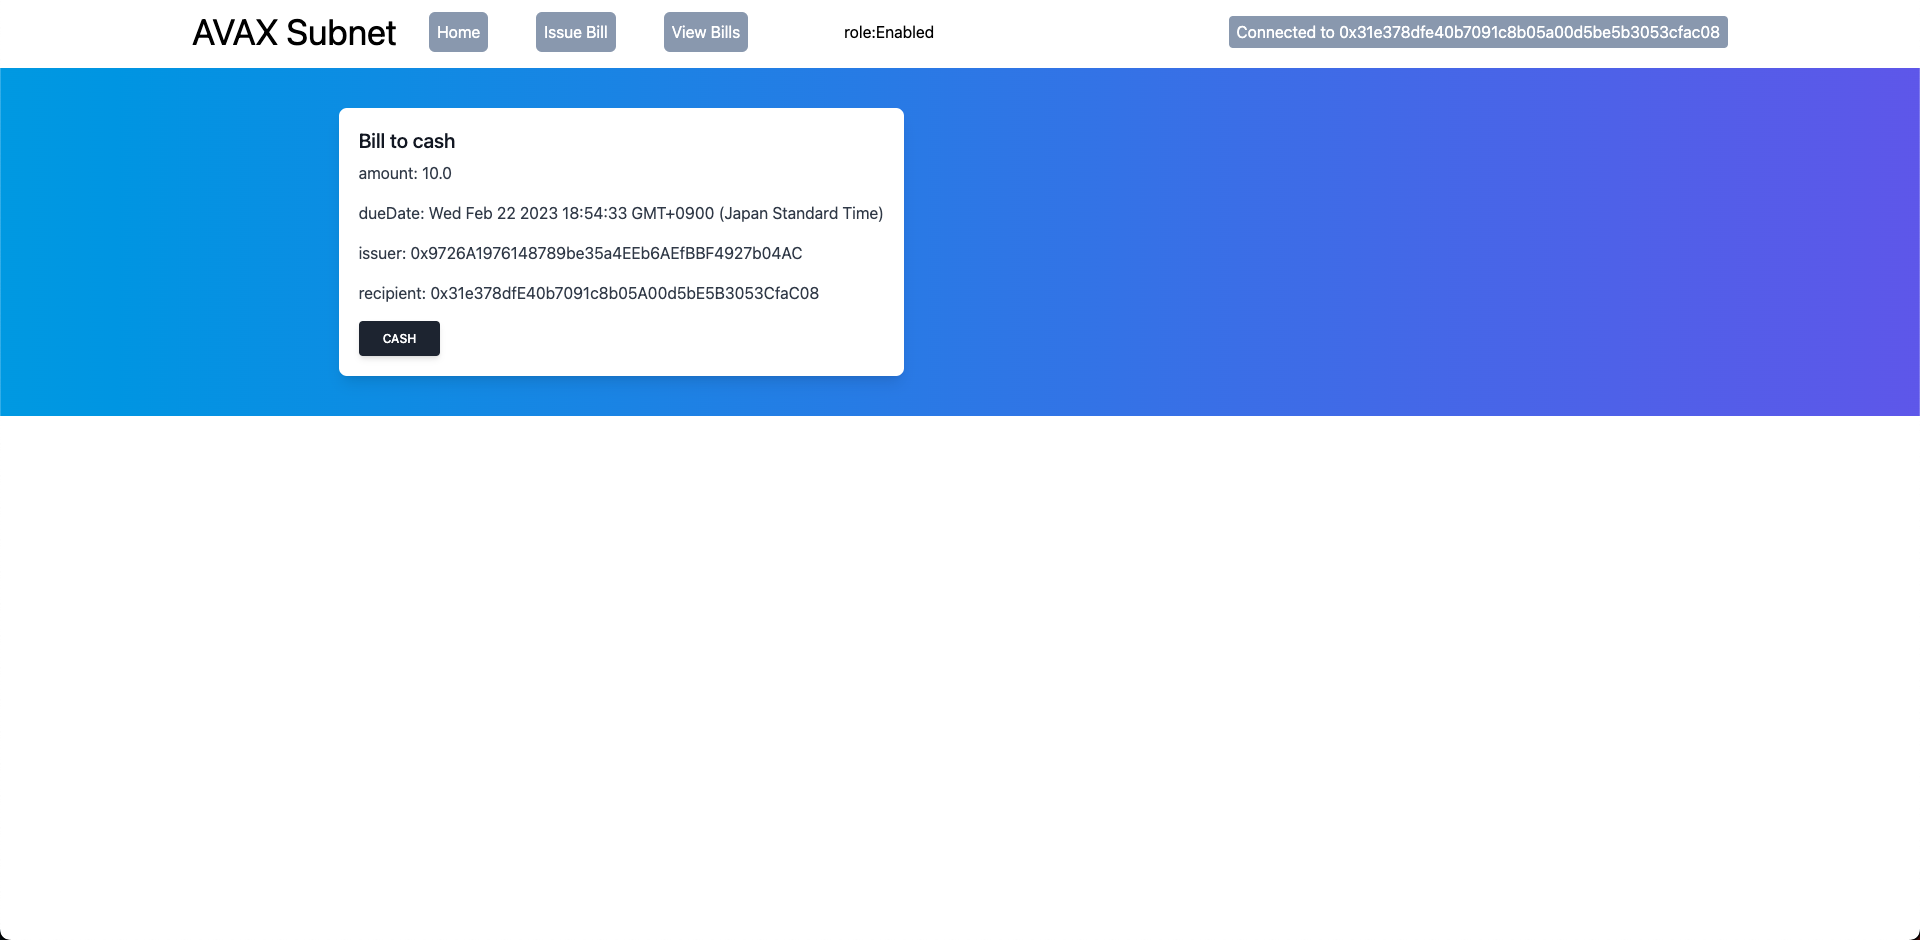 AVAX Subnet
Home
Issue Bill
View Bills
role:Enabled
Connected to 0x31e378dfe40b7091c8b05a00d5be5b3053cfac08
Bill to cash
amount: 10.0
dueDate: Wed Feb 22 2023 18:54:33 GMT+0900 (Japan Standard Time)
issuer: 0x9726A1976148789be35a4EEb6AEfBBF4927b04AC
recipient: 0x31e378dfE40b7091c8b05A00d5bE5B3053CfaC08
CASH